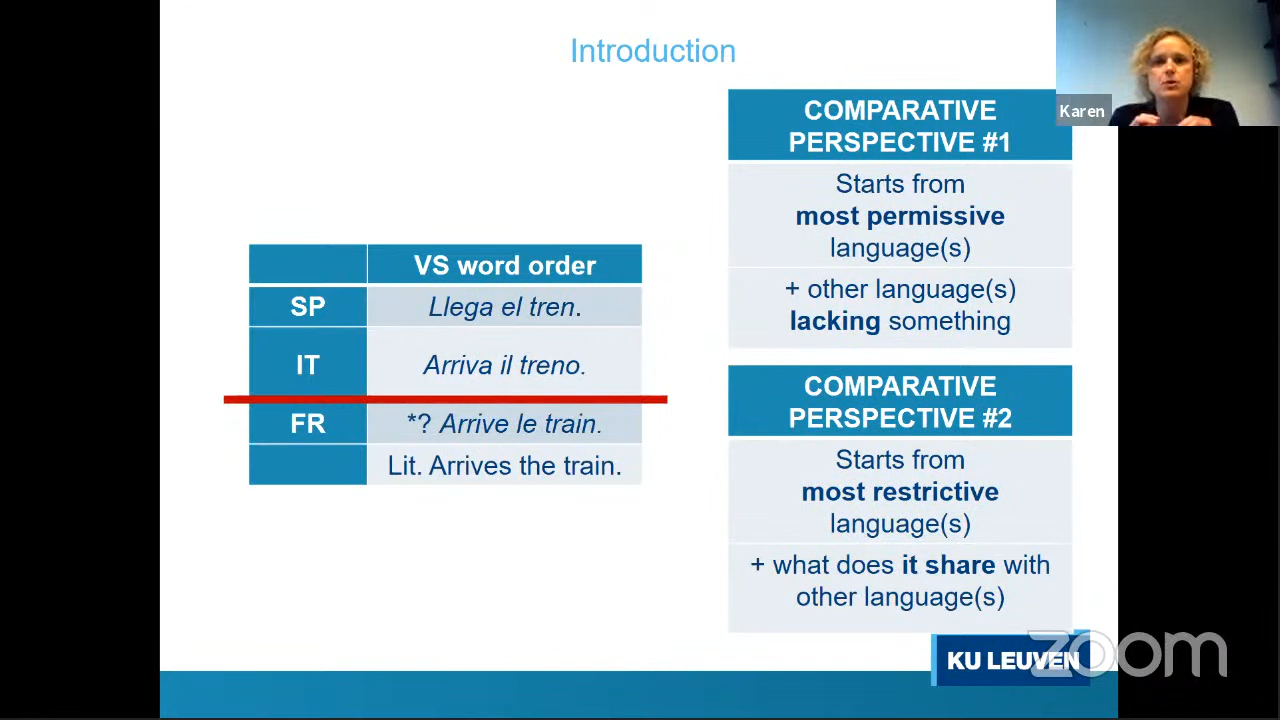 Introduction
Karen
VS word order
SP Llega el tren.
IT Arriva il treno.
FR *? Arrive le train.
Lit. Arrives the train.
COMPARATIVE
PERSPECTIVE #1
Starts from
most permissive
language(s)
+ other language(s)
lacking something
COMPARATIVE
PERSPECTIVE #2
Starts from
most restrictive
language(s)
+ what does it share with
other language(s)
KU LEUVEN
zoom